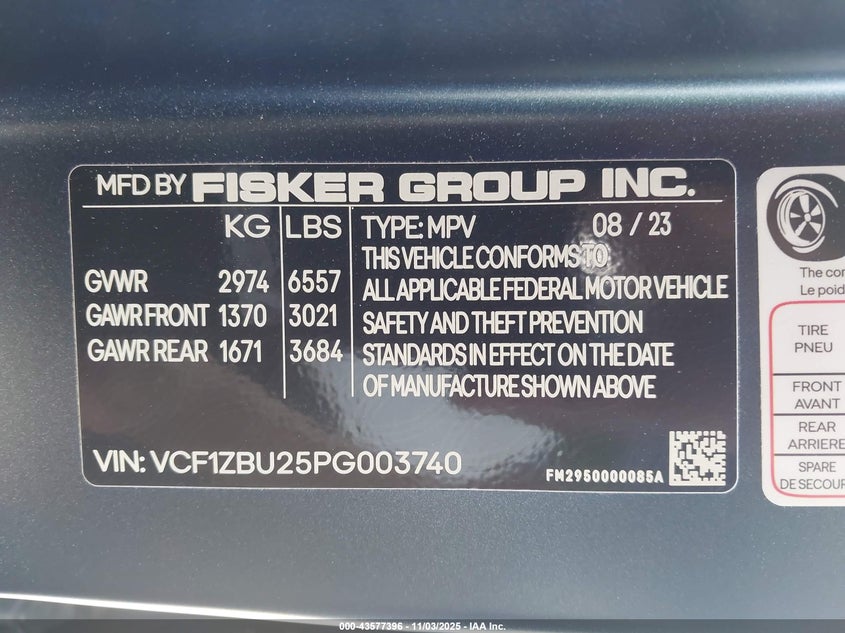 MFD BY FISKER GROUP INC.
KG LBS TYPE: MPV 08 / 23
THIS VEHICLE CONFORMS TO
GVWR 2974 6557 ALL APPLICABLE FEDERAL MOTOR VEHICLE
GAWR FRONT 1370 3021 SAFETY AND THEFT PREVENTION
GAWR REAR 1671 3684 STANDARDS IN EFFECT ON THE DATE
OF MANUFACTURE SHOWN ABOVE
VIN: VCF1ZBU25PG003740
FM2950000085A
The com
Le poid
TIRE
PNEU
FRONT
AVANT
REAR
ARRIERE
SPARE
DE SECOUR
000-43577396 - 11/03/2025 - IAA Inc.